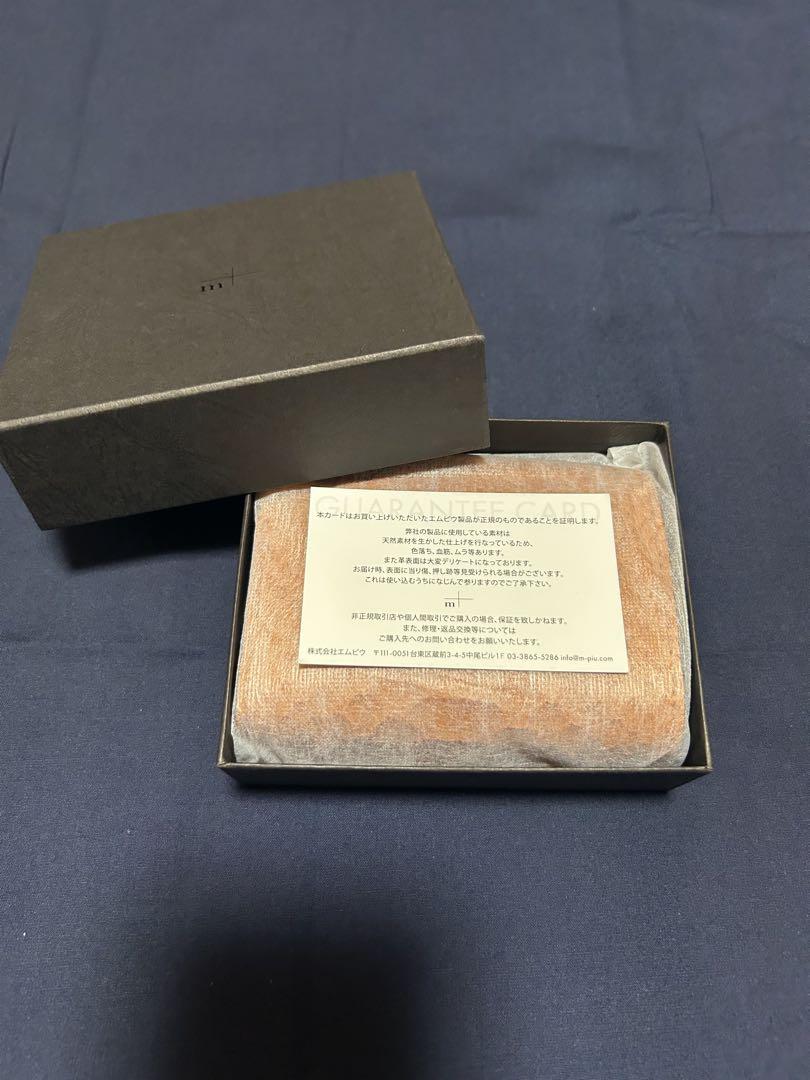 m+
GUARANTEE CARD
本カードはお買い上げいただいたエムピウ製品が正規のものであることを証明します。
弊社の製品に使用している素材は
天然素材を生かした仕上げを行なっているため、
色落ち、血筋、ムラ等あります。
また革表面は大変デリケートになっております。
お届け時、表面に当り傷、押し跡等見受けられる場合がございます。
これは使い込むうちになじんで参りますのでご了承下さい。
m+
非正規取引店や個人間取引でご購入の場合、保証を致しかねます。
また、修理・返品交換等については
ご購入先へのお問い合わせをお願いいたします。
株式会社エムピウ 〒111-0051台東区蔵前3-4-5中尾ビル1F 03-3865-5286 info@m-piu.com